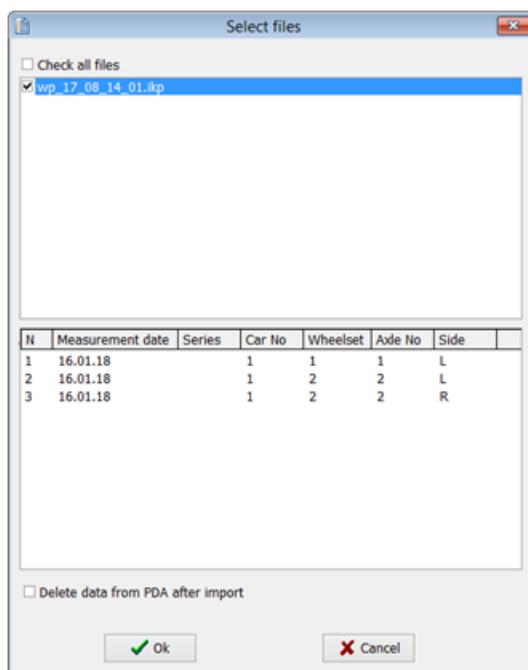 Select files
Check all files
wp_17_08_14_01.ikp
N Measurement date Series Car No Wheelset Axle No Side
1 16.01.18 1 1 1 L
2 16.01.18 1 2 2 L
3 16.01.18 1 2 2 R
Delete data from PDA after import
Ok Cancel